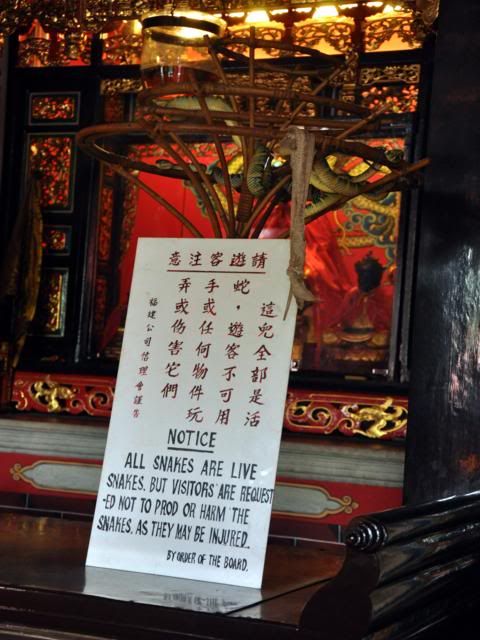 請遊客注意
這兒全部是活
蛇，遊客不可用
手或任何物件玩
弄或伤害它們
福建公司信理會謹告
NOTICE
ALL SNAKES ARE LIVE
SNAKES, BUT VISITORS ARE REQUEST
-ED NOT TO PROD OR HARM THE
SNAKES, AS THEY MAY BE INJURED.
BY ORDER OF THE BOARD.